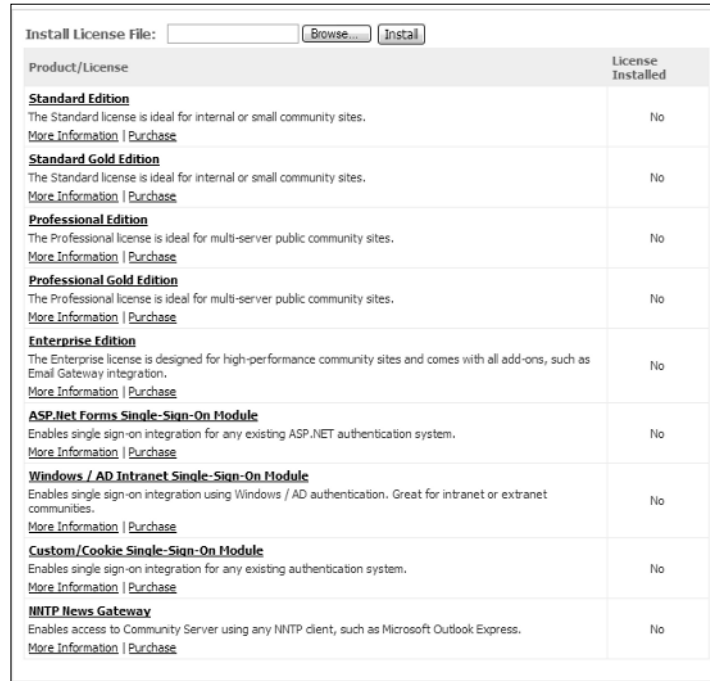 Install License File: Browse... Install
Product/License License Installed
Standard Edition
The Standard license is ideal for internal or small community sites. No
More Information | Purchase
Standard Gold Edition
The Standard license is ideal for internal or small community sites. No
More Information | Purchase
Professional Edition
The Professional license is ideal for multi-server public community sites. No
More Information | Purchase
Professional Gold Edition
The Professional license is ideal for multi-server public community sites. No
More Information | Purchase
Enterprise Edition
The Enterprise license is designed for high-performance community sites and comes with all add-ons, such as
Email Gateway integration. No
More Information | Purchase
ASP.Net Forms Single-Sign-On Module
Enables single sign-on integration for any existing ASP.NET authentication system. No
More Information | Purchase
Windows / AD Intranet Single-Sign-On Module
Enables single sign-on integration using Windows / AD authentication. Great for intranet or extranet
communities. No
More Information | Purchase
Custom/Cookie Single-Sign-On Module
Enables single sign-on integration for any existing authentication system. No
More Information | Purchase
NNTP News Gateway
Enables access to Community Server using any NNTP client, such as Microsoft Outlook Express. No
More Information | Purchase